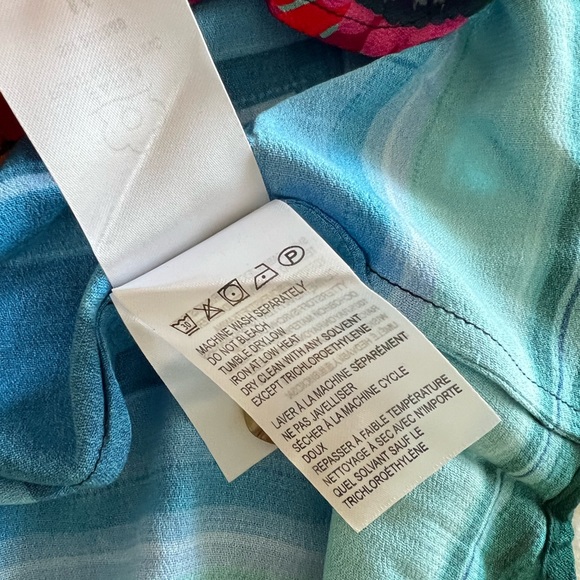 30 P
MACHINE WASH SEPARATELY
DO NOT BLEACH
TUMBLE DRY LOW
IRON AT LOW HEAT
DRY CLEAN WITH ANY SOLVENT
EXCEPT TRICHLOROETHYLENE
LAVER À LA MACHINE SÉPARÉMENT
NE PAS JAVELLISER
SÉCHER À LA MACHINE CYCLE
DOUX
REPASSER À FAIBLE TEMPÉRATURE
NETTOYAGE À SEC AVEC N'IMPORTE
QUEL SOLVANT SAUF LE
TRICHLOROÉTHYLÈNE